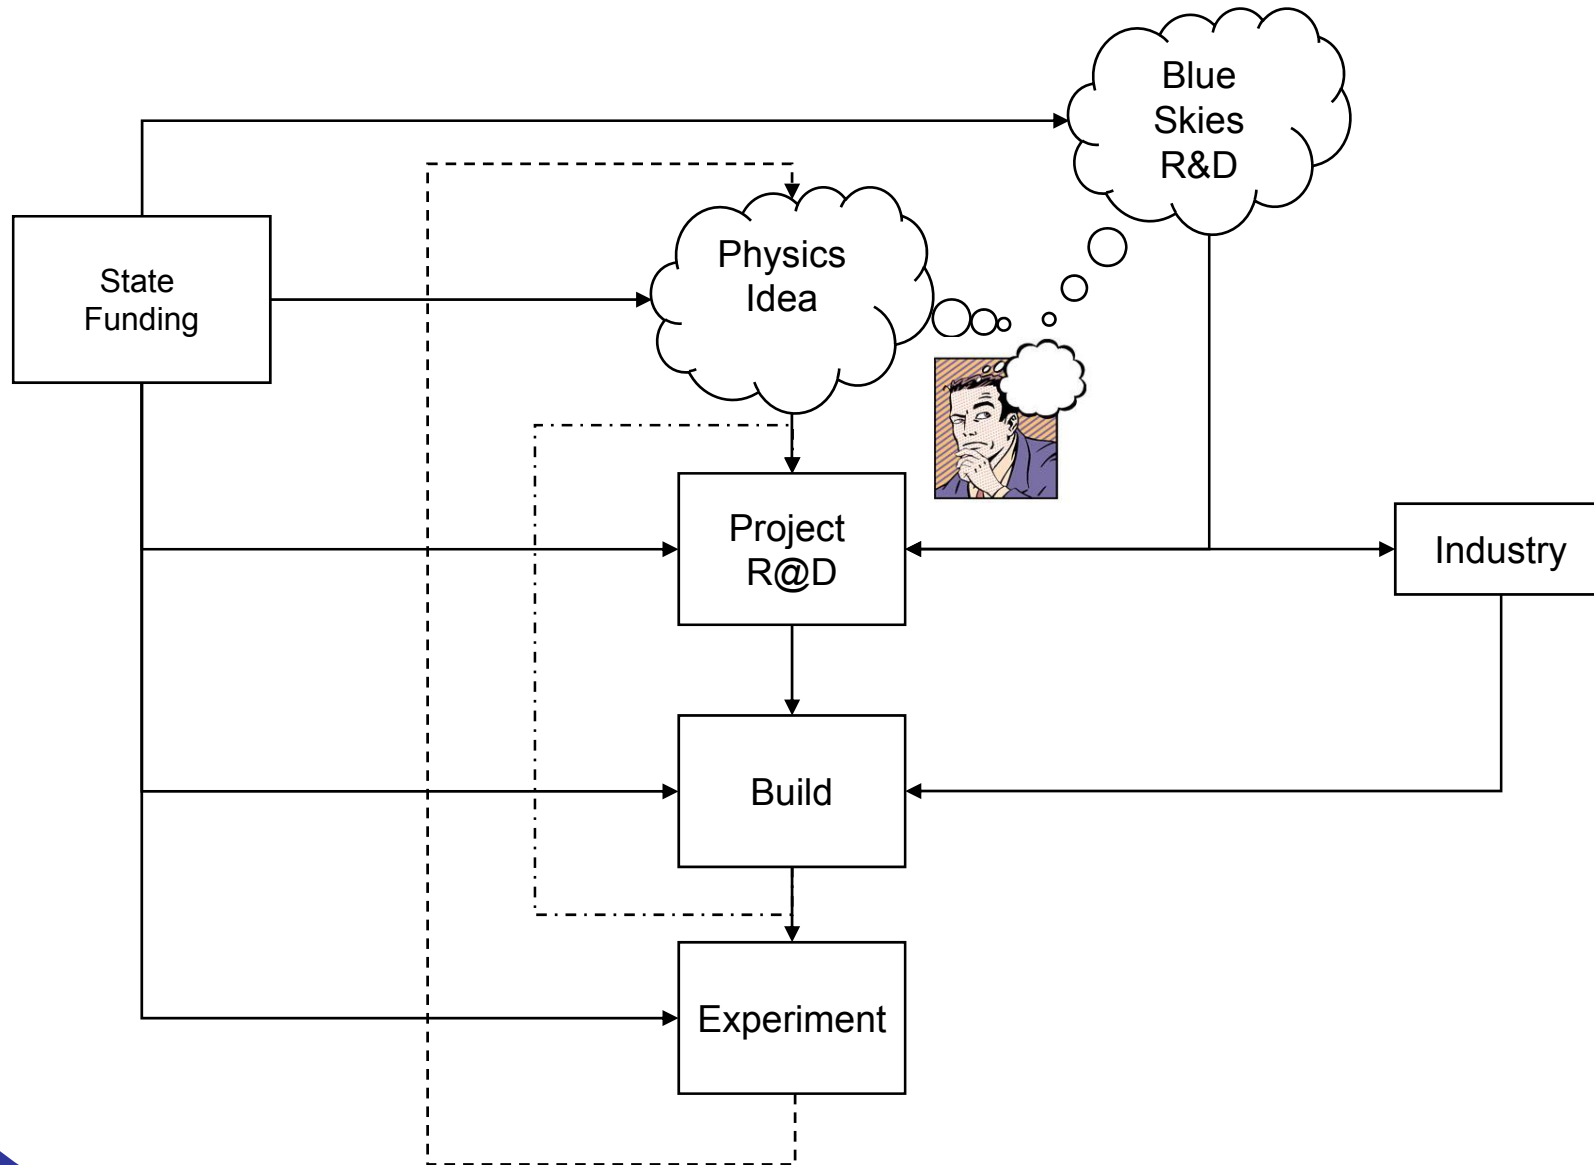 Blue
Skies
R&D
Physics
Idea
State
Funding
Project
R@D
Industry
Build
Experiment